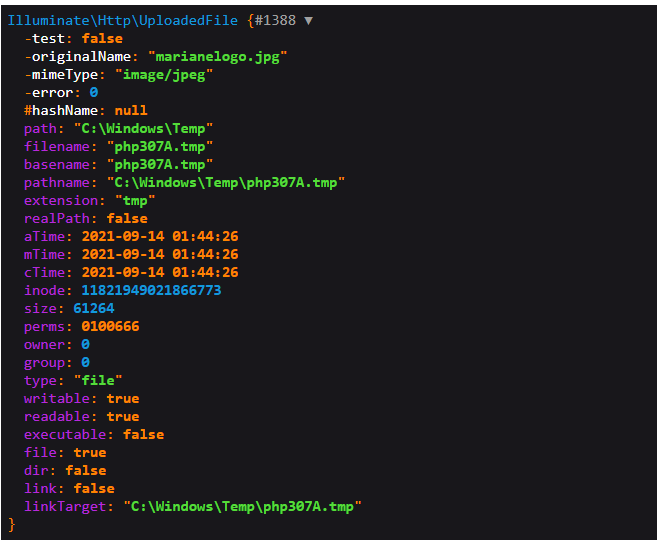 Illuminate\Http\UploadedFile {#1388 ▼
-test: false
-originalName: "marianelogo.jpg"
-mimeType: "image/jpeg"
-error: 0
#hashName: null
path: "C:\Windows\Temp"
filename: "php307A.tmp"
basename: "php307A.tmp"
pathname: "C:\Windows\Temp\php307A.tmp"
extension: "tmp"
realPath: false
aTime: 2021-09-14 01:44:26
mTime: 2021-09-14 01:44:26
cTime: 2021-09-14 01:44:26
inode: 11821949021866773
size: 61264
perms: 0100666
owner: 0
group: 0
type: "file"
writable: true
readable: true
executable: false
file: true
dir: false
link: false
linkTarget: "C:\Windows\Temp\php307A.tmp"
}